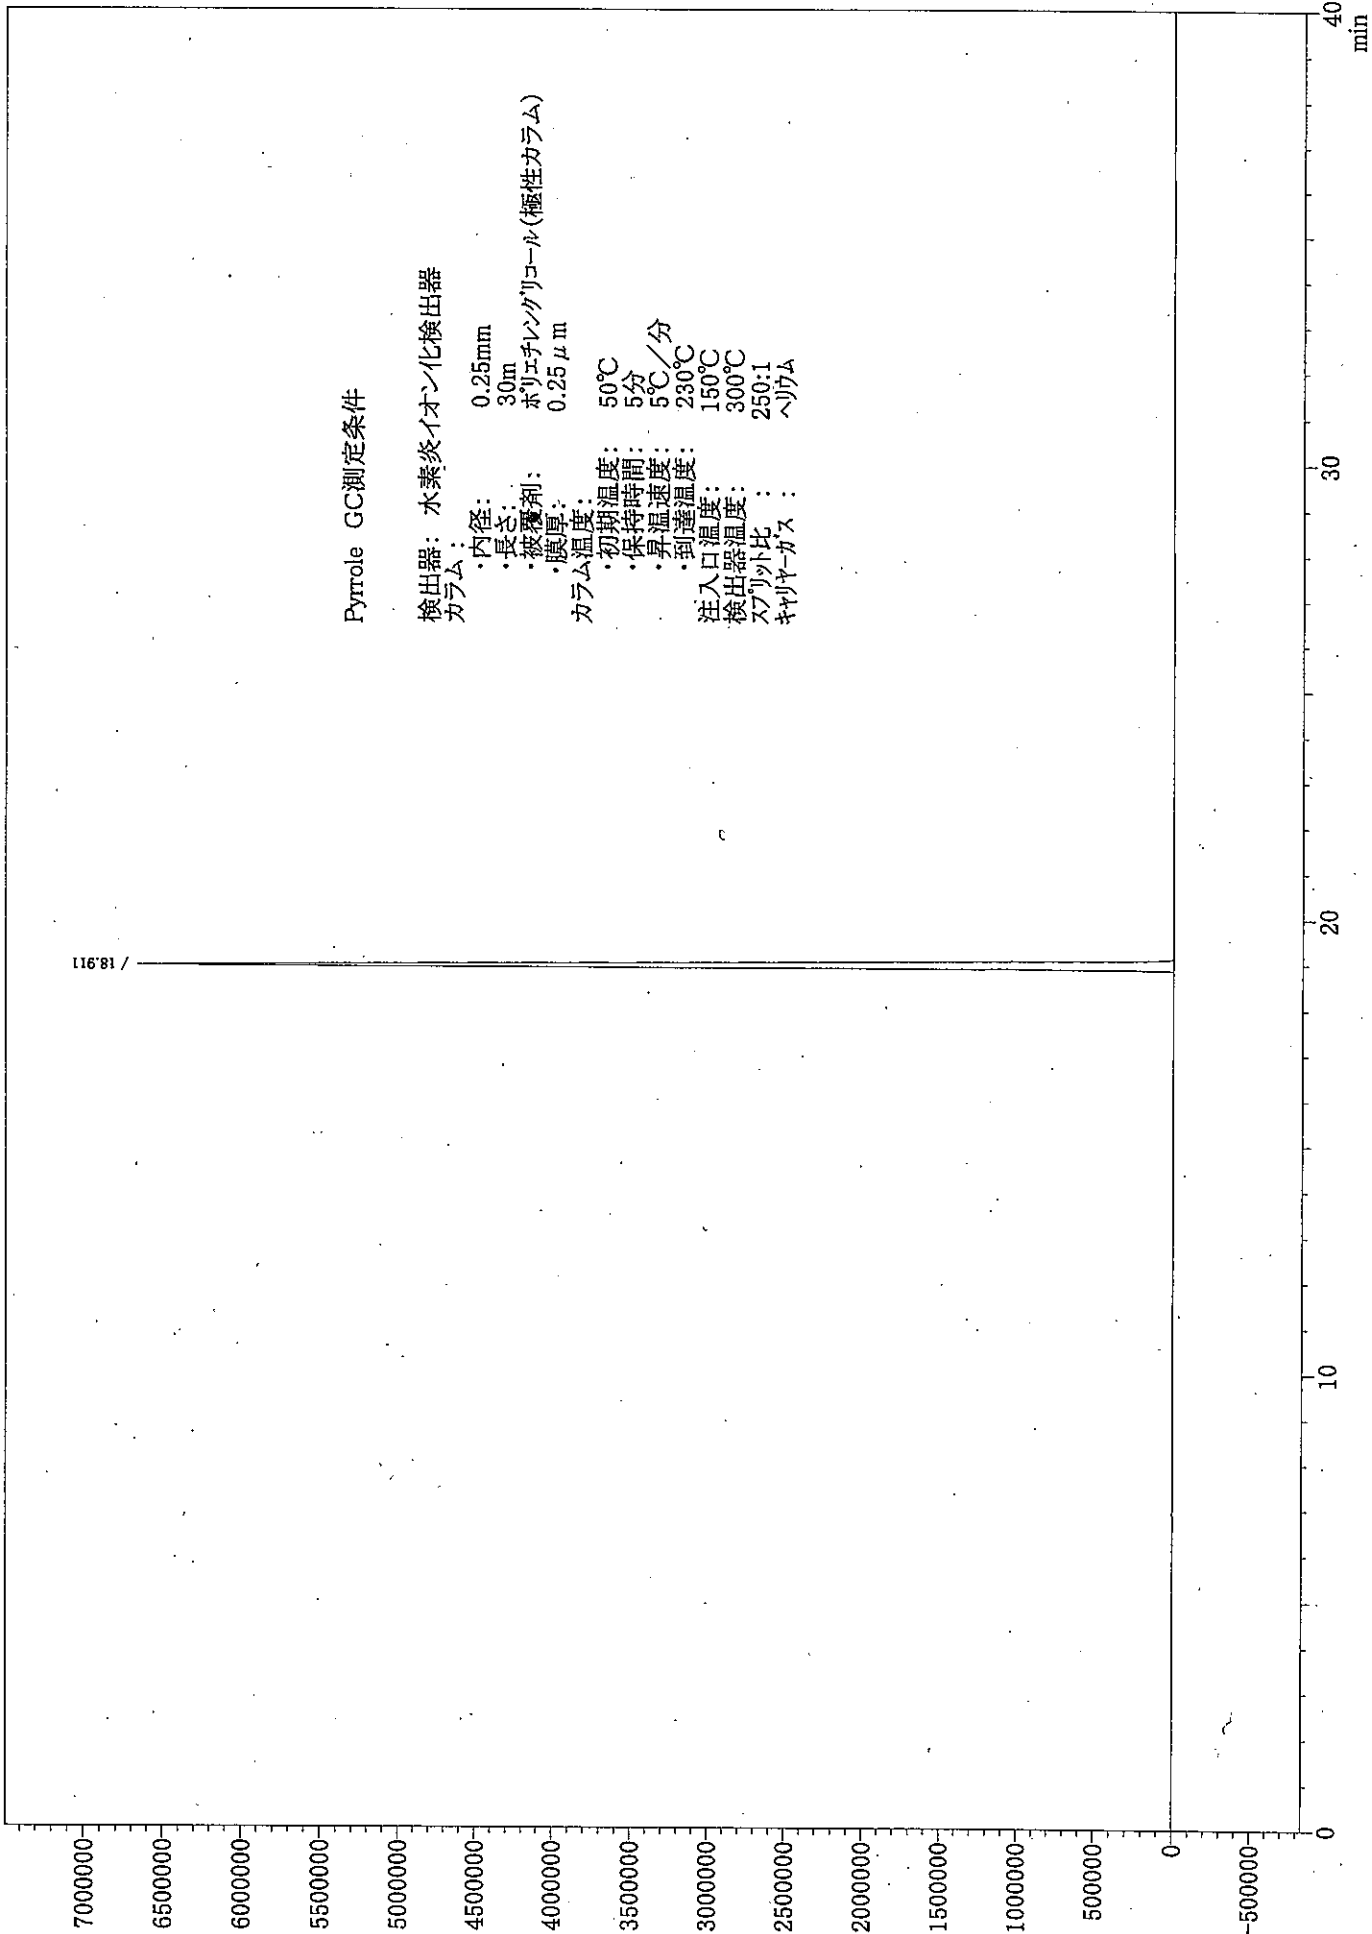 18.911
Pyrrole GC測定条件
検出器: 水素炎イオン化検出器
カラム:
・内径: 0.25mm
・長さ: 30m
・被覆剤: ポリエチレングリコール(極性カラム)
・膜厚: 0.25μm
カラム温度:
・初期温度: 50℃
・保持時間: 5分
・昇温速度: 5℃/分
・到達温度: 230℃
注入口温度: 150℃
検出器温度: 300℃
スプリット比 : 250:1
キャリヤーガス : ヘリウム
7000000
6500000
6000000
5500000
5000000
4500000
4000000
3500000
3000000
2500000
2000000
1500000
1000000
500000
0
-500000
0
10
20
30
40
min